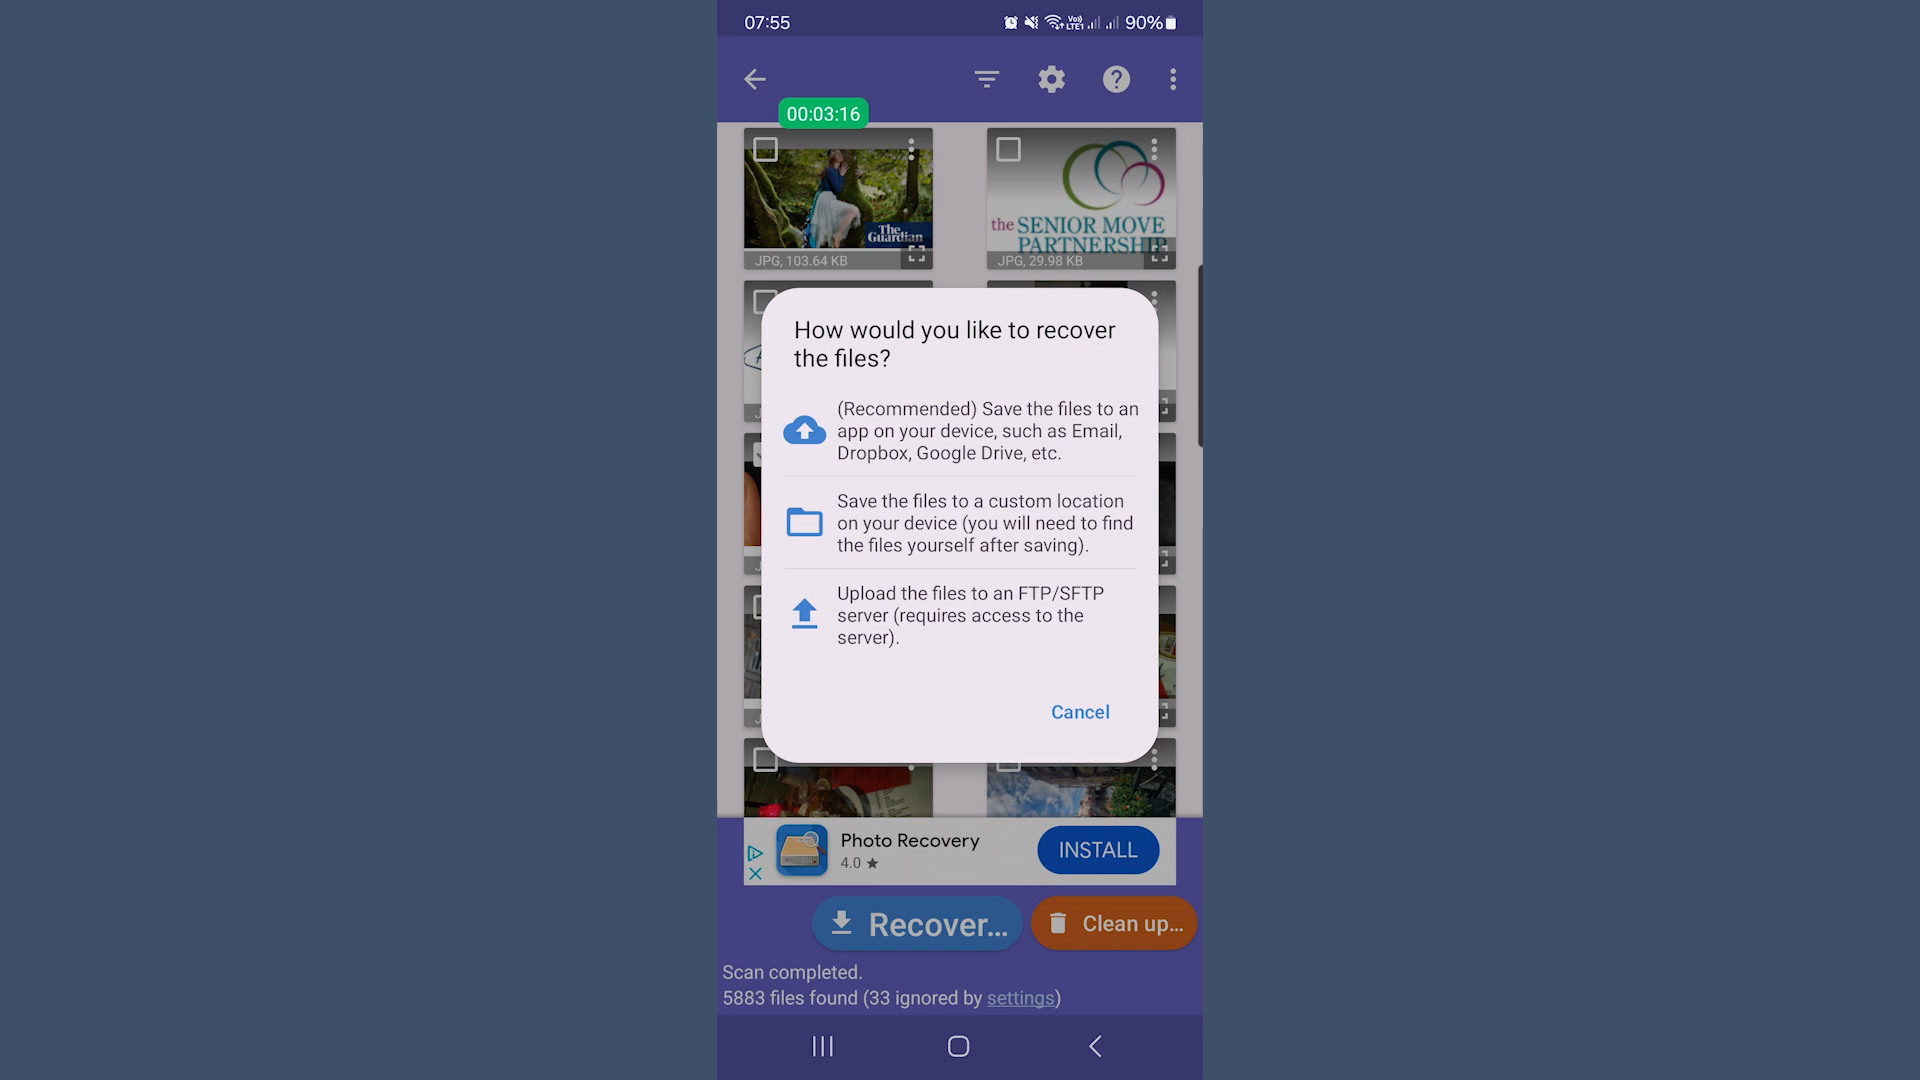 07:55
Vo))
LTE1
90%
00:03:16
The
Guardian
JPG, 103.64 KB
the SENIOR MOVE
PARTNERSHIP
JPG, 29.98 KB
How would you like to recover
the files?
(Recommended) Save the files to an
app on your device, such as Email,
Dropbox, Google Drive, etc.
Save the files to a custom location
on your device (you will need to find
the files yourself after saving).
Upload the files to an FTP/SFTP
server (requires access to the
server).
Cancel
Photo Recovery
4.0 ★
INSTALL
Recover...
Clean up...
Scan completed.
5883 files found (33 ignored by settings)